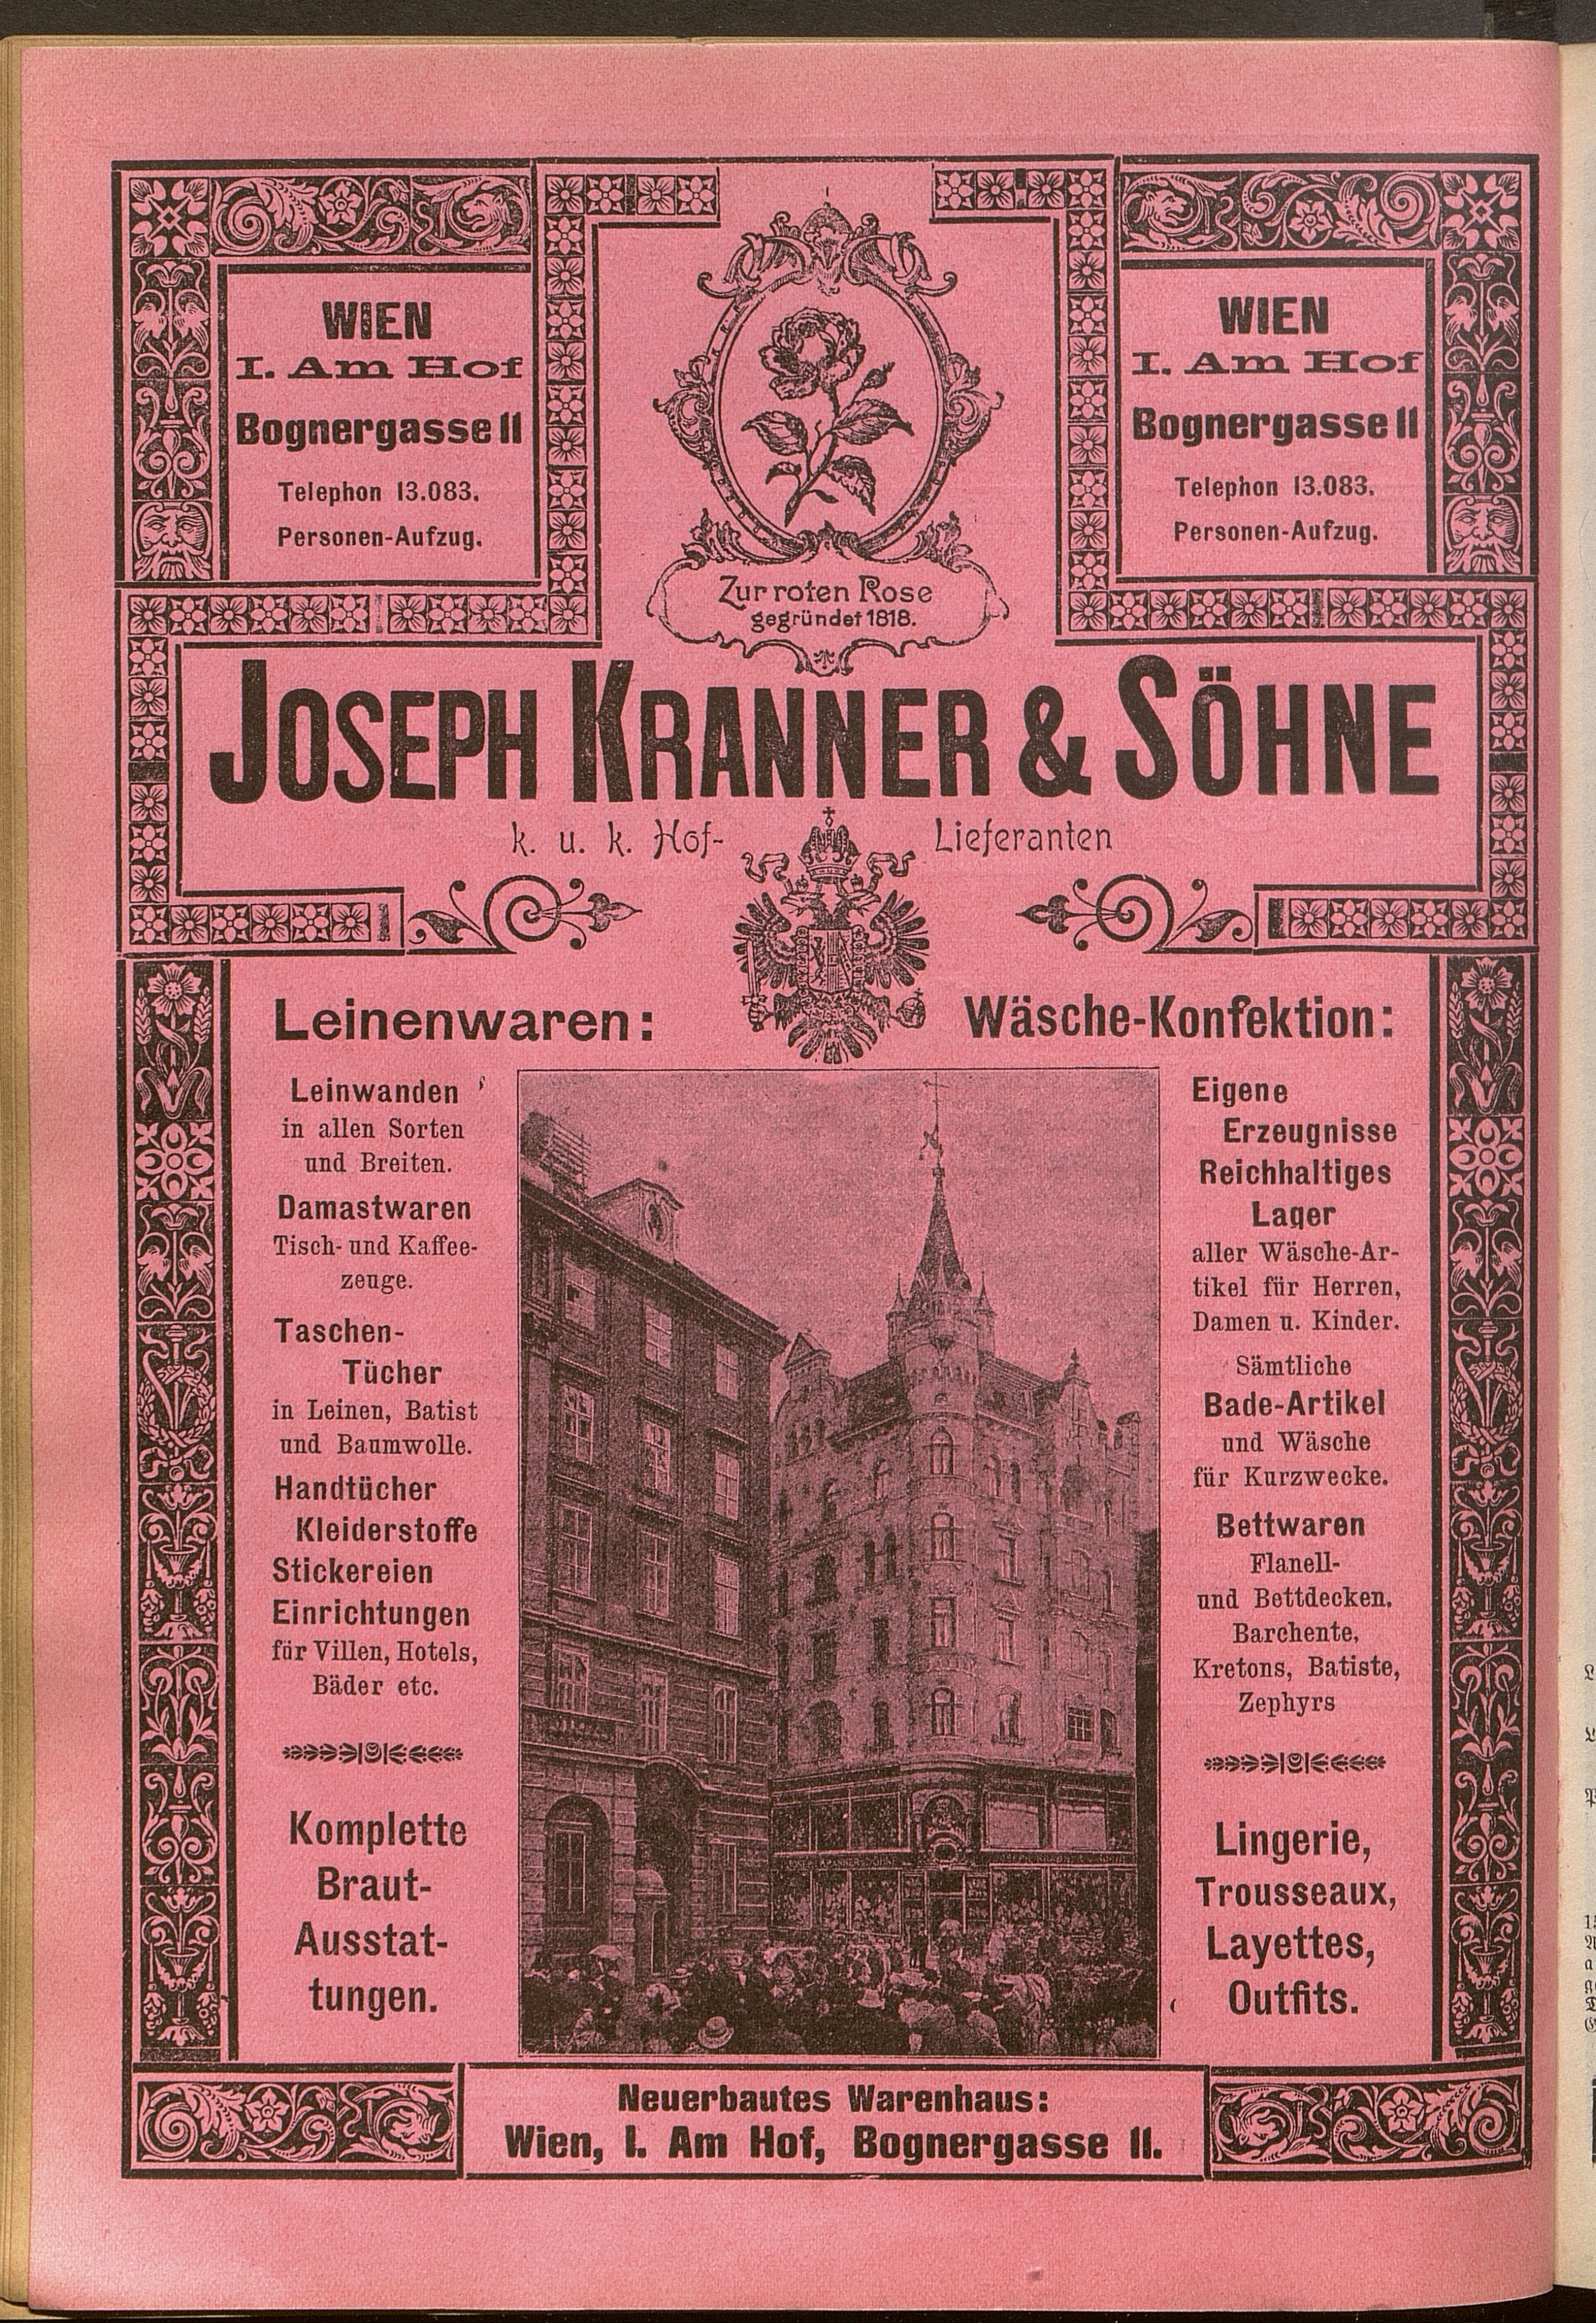 WIEN
I. Am Hof
Bognergasse 11
Telephon 13.083.
Personen-Aufzug.
Zur roten Rose
gegründet 1818.
WIEN
I. Am Hof
Bognergasse 11
Telephon 13.083.
Personen-Aufzug.
JOSEPH KRANNER & SÖHNE
k. u. k. Hof- Lieferanten
Leinenwaren:
Leinwanden
in allen Sorten
und Breiten.
Damastwaren
Tisch- und Kaffee-
zeuge.
Taschen-
Tücher
in Leinen, Batist
und Baumwolle.
Handtücher
Kleiderstoffe
Stickereien
Einrichtungen
für Villen, Hotels,
Bäder etc.
Komplette
Braut-
Ausstat-
tungen.
Wäsche-Konfektion:
Eigene
Erzeugnisse
Reichhaltiges
Lager
aller Wäsche-Ar-
tikel für Herren,
Damen u. Kinder.
Sämtliche
Bade-Artikel
und Wäsche
für Kurzwecke.
Bettwaren
Flanell-
und Bettdecken.
Barchente,
Kretons, Batiste,
Zephyrs
Lingerie,
Trousseaux,
Layettes,
Outfits.
Neuerbautes Warenhaus:
Wien, I. Am Hof, Bognergasse 11.